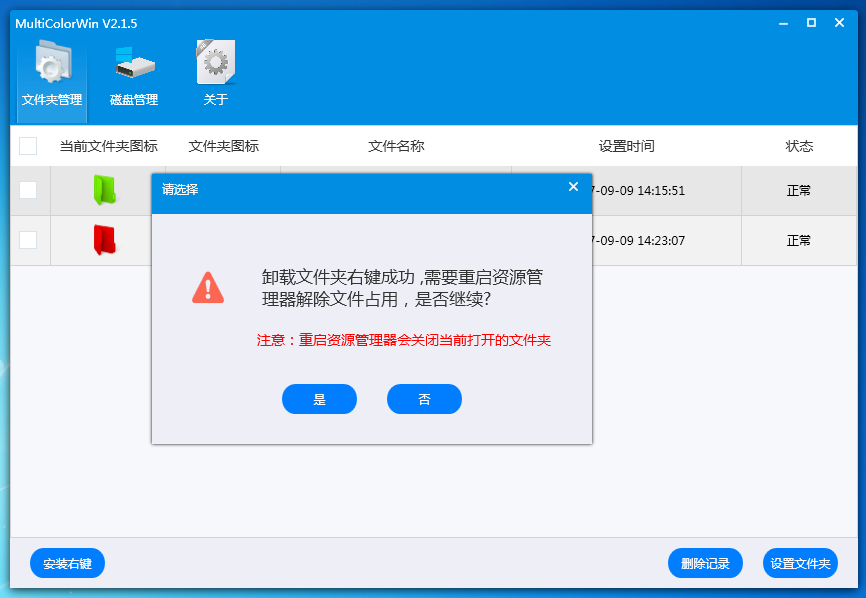 MultiColorWin V2.1.5
文件夹管理
磁盘管理
关于
当前文件夹图标 文件夹图标 文件名称 设置时间 状态
7-09-09 14:15:51 正常
7-09-09 14:23:07 正常
请选择
卸载文件夹右键成功 ,需要重启资源管
理器解除文件占用，是否继续?
注意：重启资源管理器会关闭当前打开的文件夹
是 否
安装右键 删除记录 设置文件夹